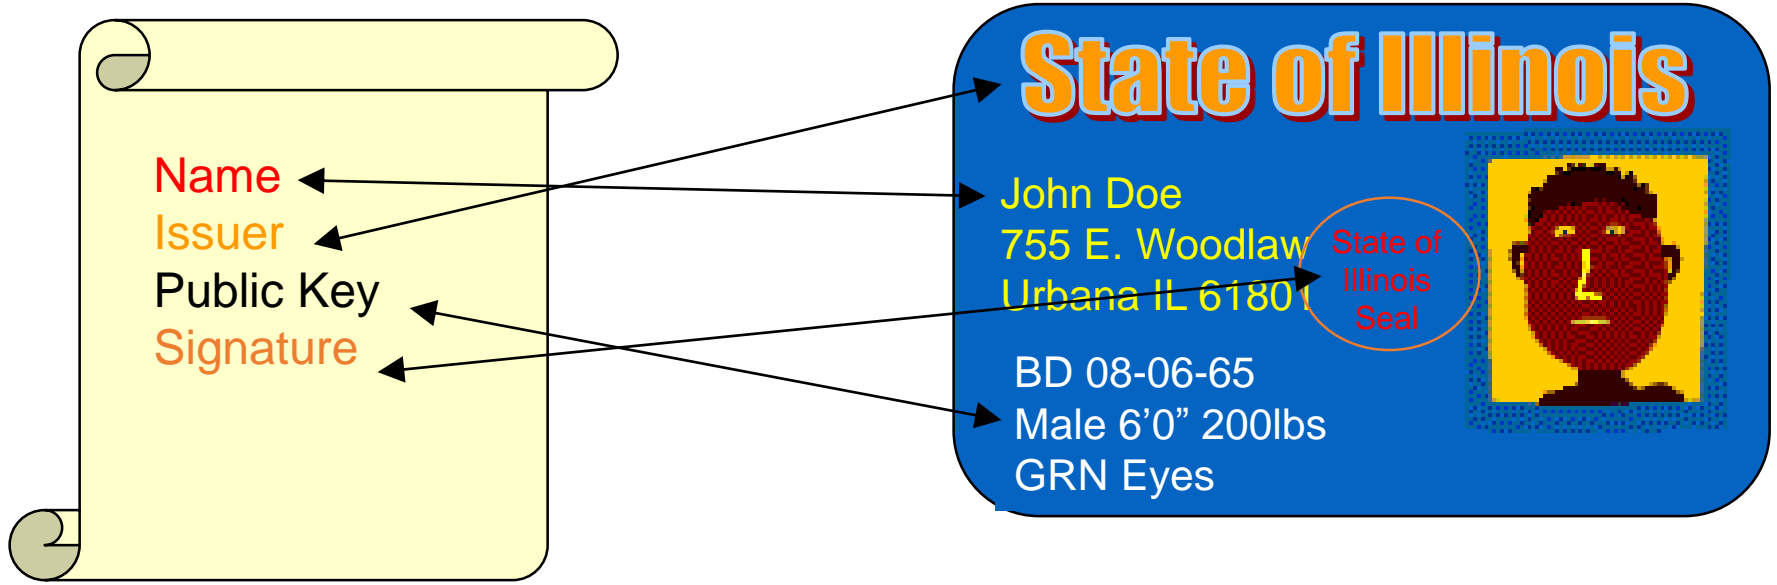 Name
Issuer
Public Key
Signature
State of Illinois
John Doe
755 E. Woodlaw
Urbana IL 61801
State of
Illinois
Seal
BD 08-06-65
Male 6’0” 200lbs
GRN Eyes